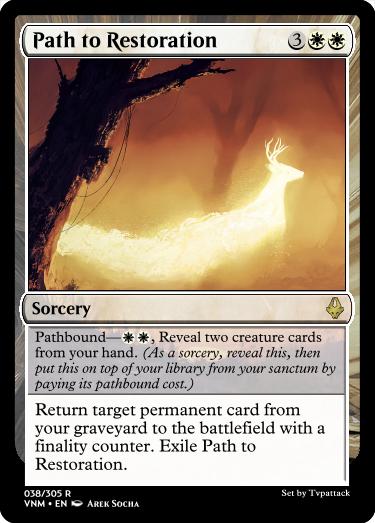 Path to Restoration 3
Sorcery
Pathbound—, Reveal two creature cards
from your hand. (As a sorcery, reveal this, then
put this on top of your library from your sanctum by
paying its pathbound cost.)
Return target permanent card from
your graveyard to the battlefield with a
finality counter. Exile Path to
Restoration.
038/305 R
VNM • EN Arek Socha
Set by Tvpattack